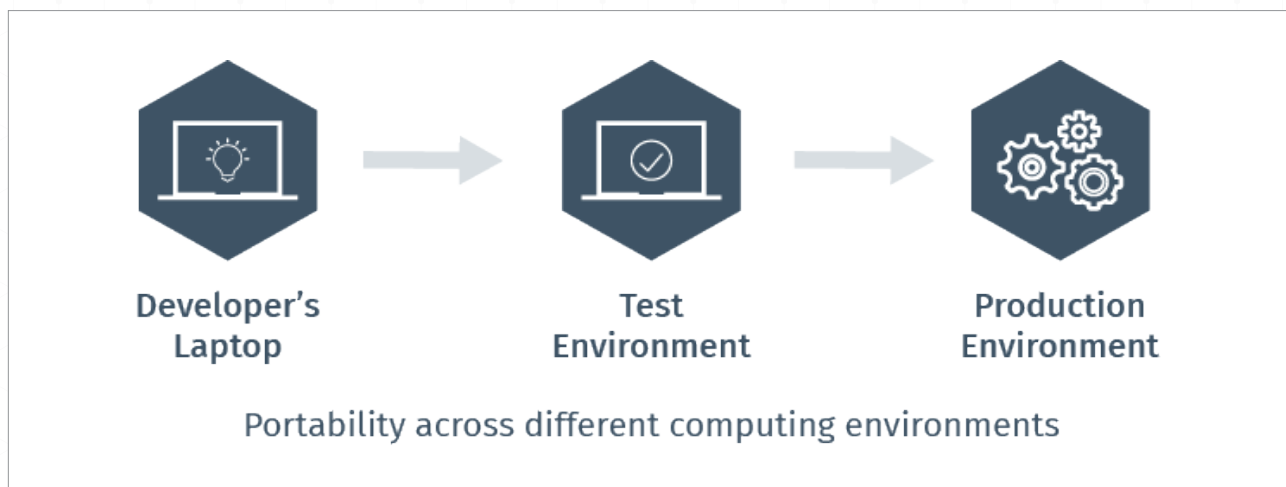 Developer’s
Laptop
Test
Environment
Production
Environment
Portability across different computing environments